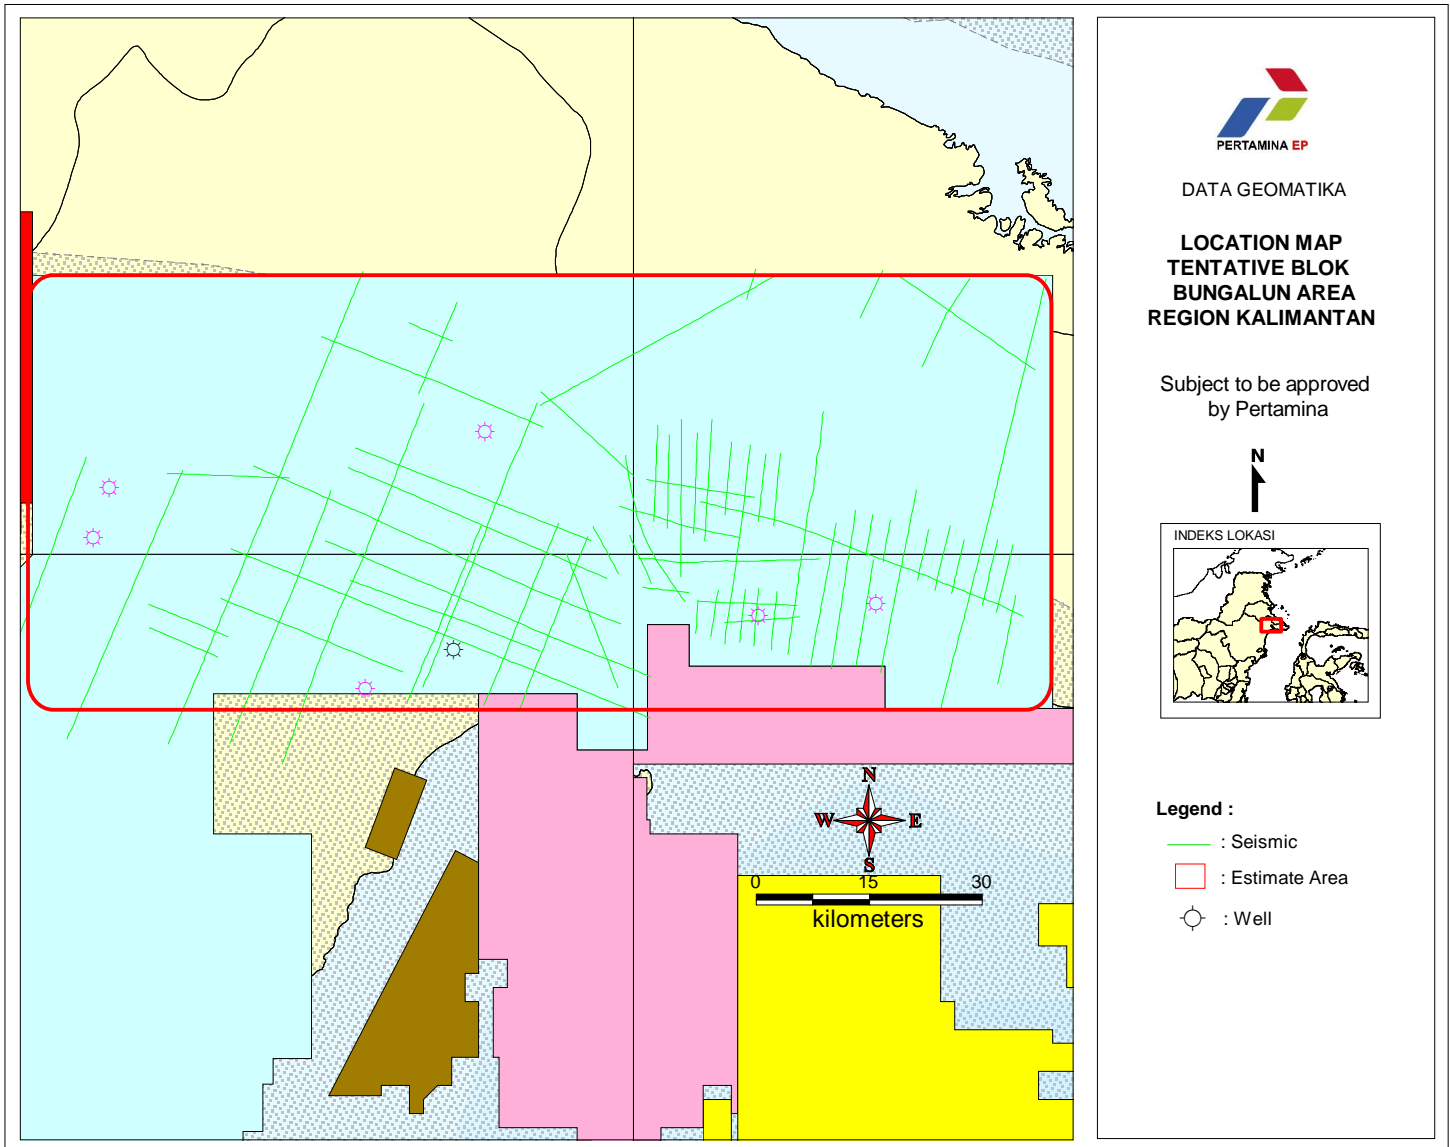 PERTAMINA EP
DATA GEOMATIKA
LOCATION MAP
TENTATIVE BLOK
BUNGALUN AREA
REGION KALIMANTAN
Subject to be approved
by Pertamina
N
INDEKS LOKASI
Legend :
: Seismic
: Estimate Area
: Well
N
W E
S
0 15 30
kilometers